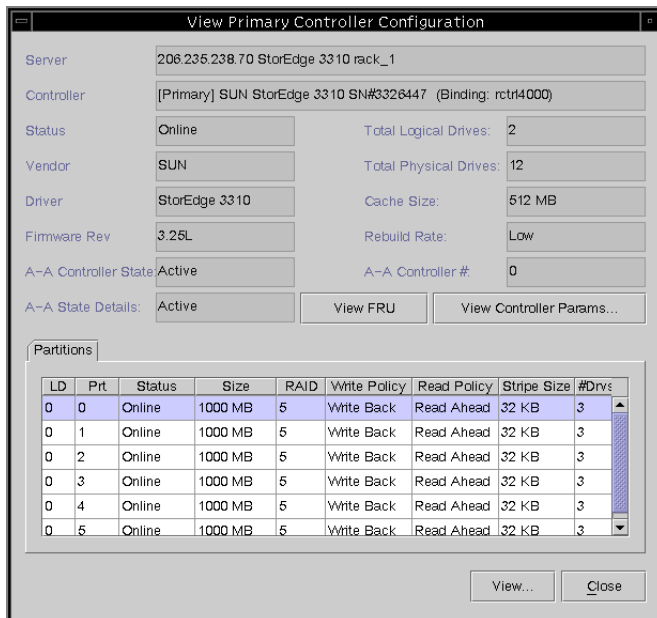 View Primary Controller Configuration
Server 206.235.238.70 StorEdge 3310 rack_1
Controller [Primary] SUN StorEdge 3310 SN#3326447 (Binding: rctrl4000)
Status Online Total Logical Drives: 2
Vendor SUN Total Physical Drives: 12
Driver StorEdge 3310 Cache Size: 512 MB
Firmware Rev 3.25L Rebuild Rate: Low
A-A Controller State: Active A-A Controller #: 0
A-A State Details: Active View FRU View Controller Params...
Partitions
LD Prt Status Size RAID Write Policy Read Policy Stripe Size #Drvs
0 0 Online 1000 MB 5 Write Back Read Ahead 32 KB 3
0 1 Online 1000 MB 5 Write Back Read Ahead 32 KB 3
0 2 Online 1000 MB 5 Write Back Read Ahead 32 KB 3
0 3 Online 1000 MB 5 Write Back Read Ahead 32 KB 3
0 4 Online 1000 MB 5 Write Back Read Ahead 32 KB 3
0 5 Online 1000 MB 5 Write Back Read Ahead 32 KB 3
View... Close